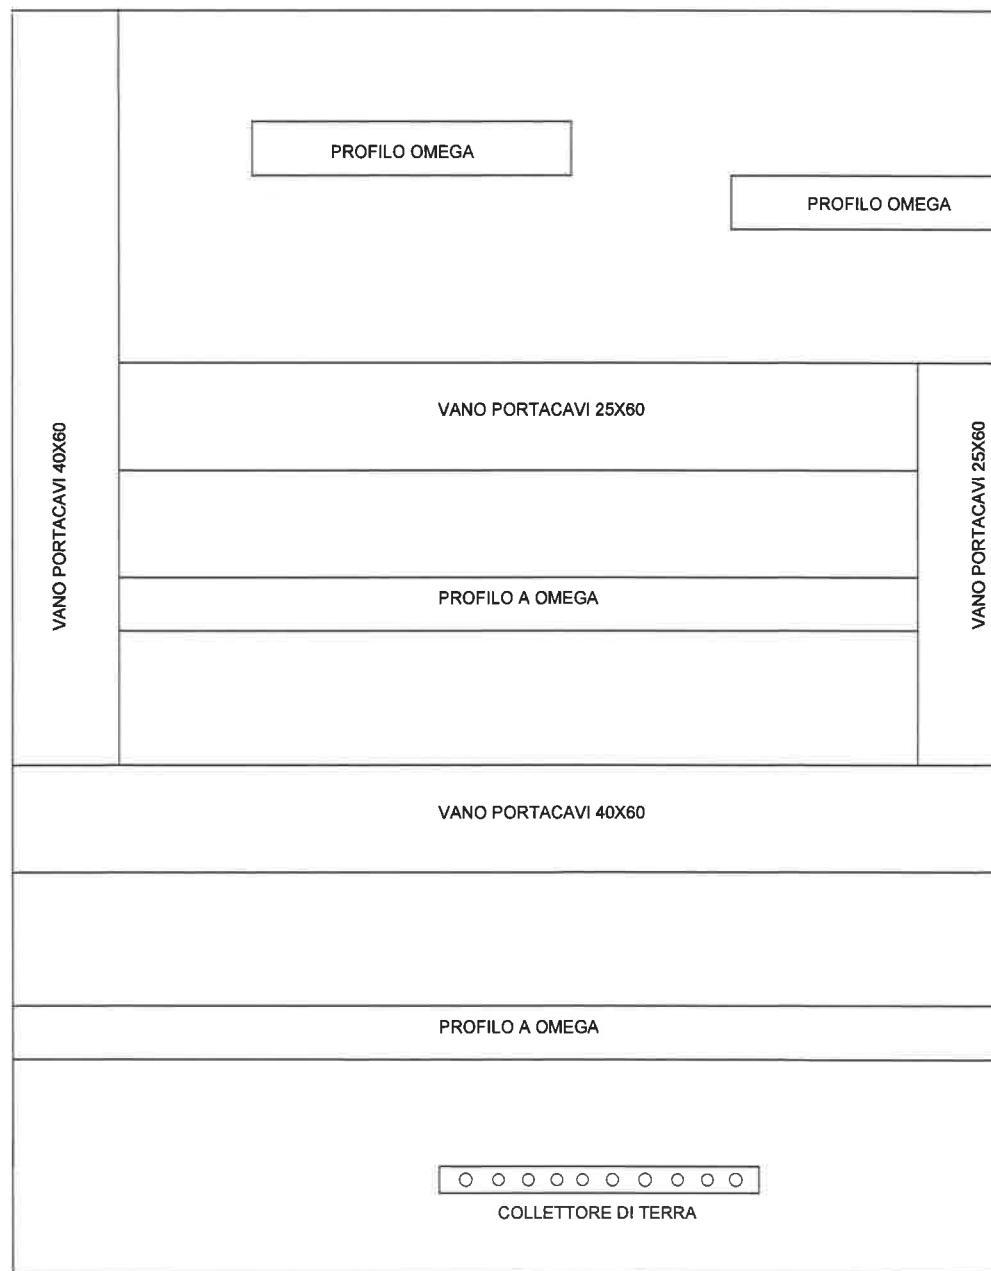 PROFILO OMEGA
PROFILO OMEGA
VANO PORTACAVI 40X60
VANO PORTACAVI 25X60
VANO PORTACAVI 25X60
PROFILO A OMEGA
VANO PORTACAVI 40X60
PROFILO A OMEGA
COLLETTORE DI TERRA